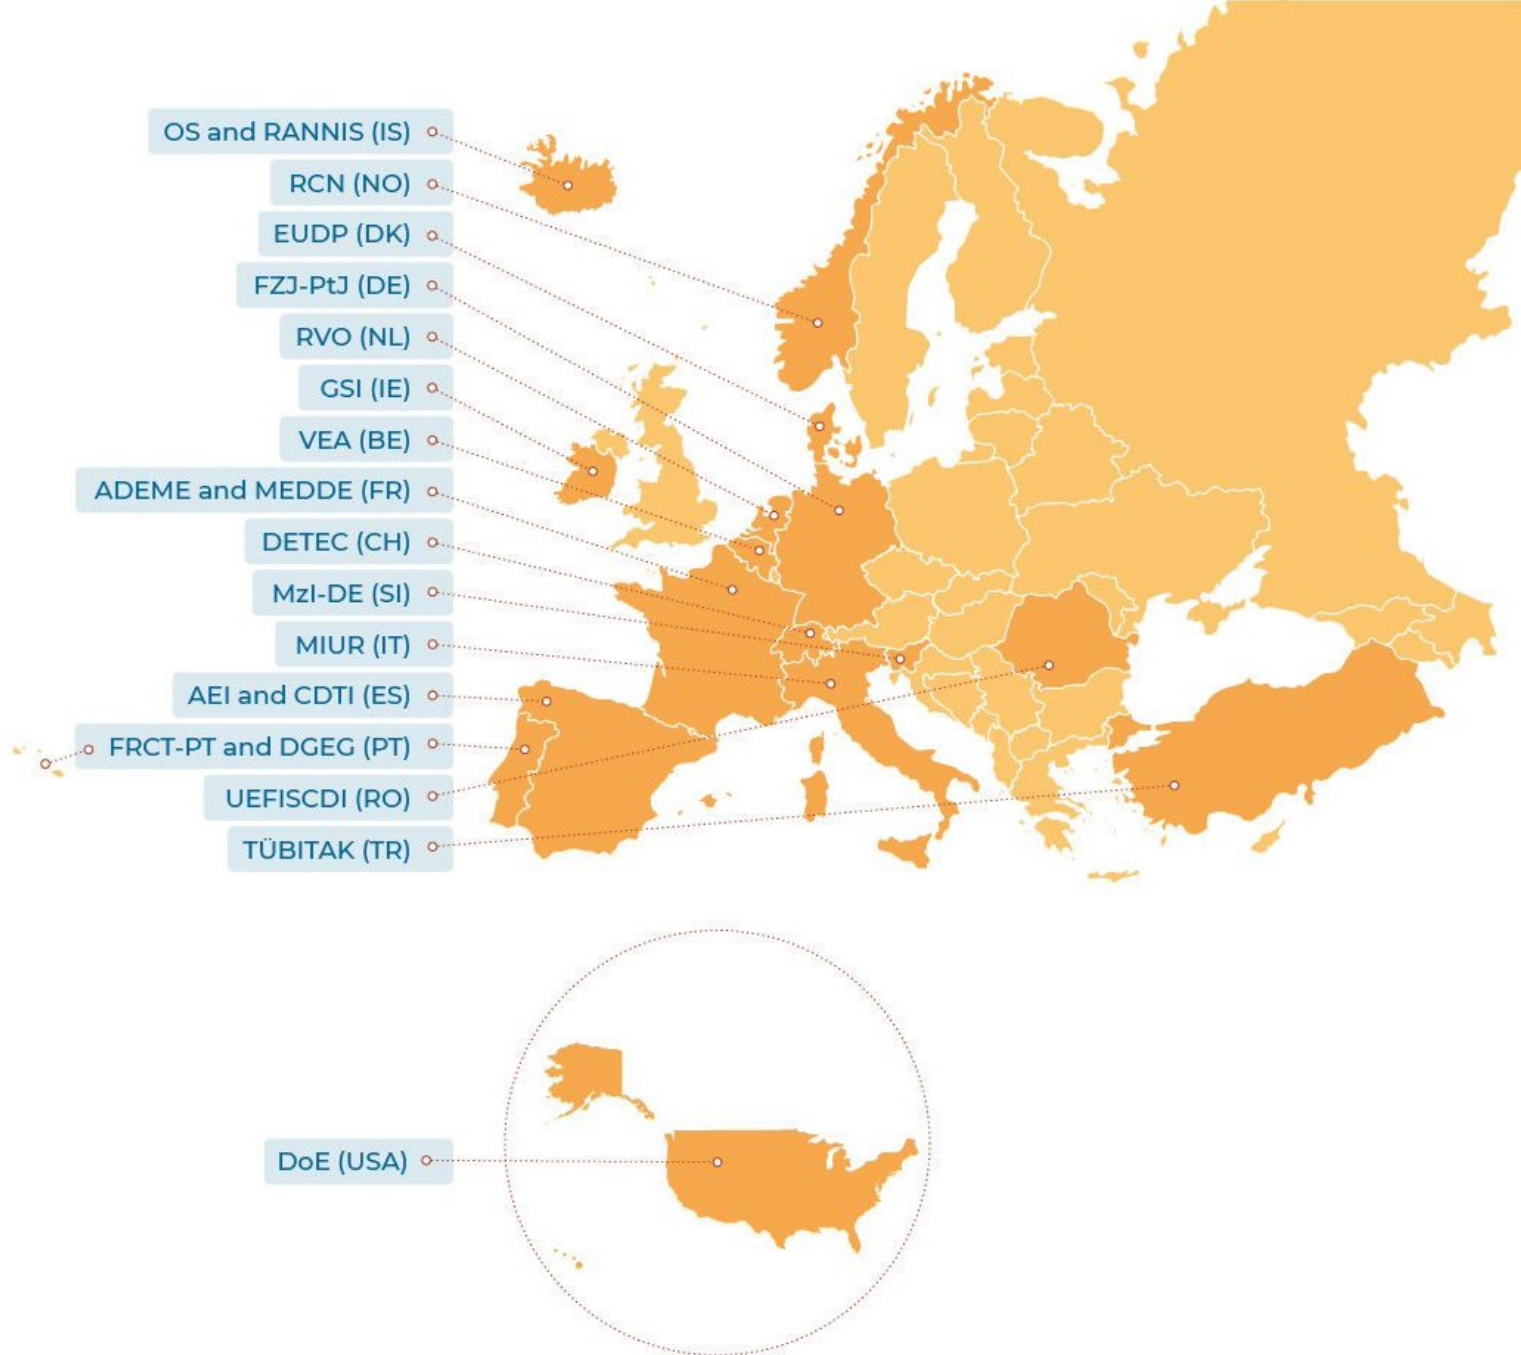 OS and RANNIS (IS)
RCN (NO)
EUDP (DK)
FZJ-PtJ (DE)
RVO (NL)
GSI (IE)
VEA (BE)
ADEME and MEDDE (FR)
DETEC (CH)
MzI-DE (SI)
MIUR (IT)
AEI and CDTI (ES)
FRCT-PT and DGEG (PT)
UEFISCDI (RO)
TÜBITAK (TR)
DoE (USA)